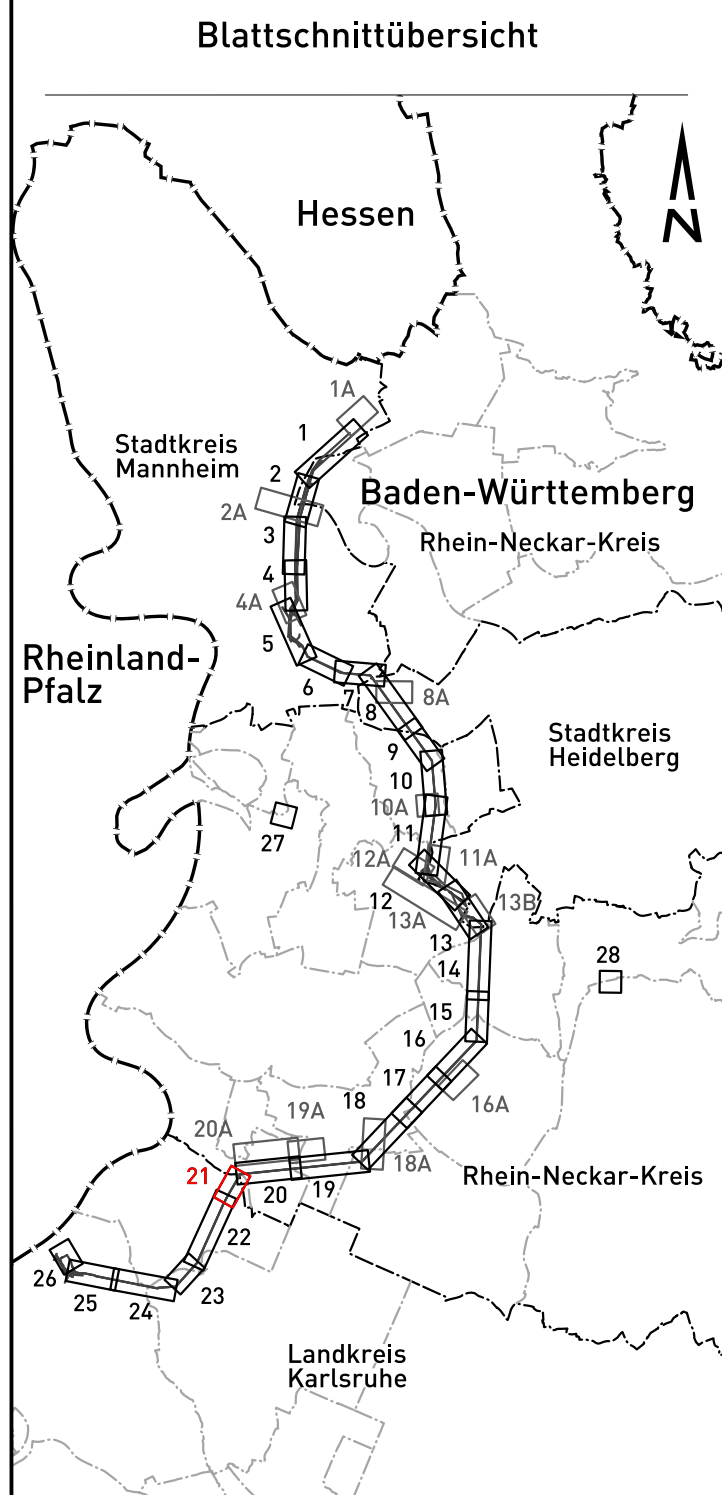 Blattschnittübersicht
Hessen
N
1A
1
Stadtkreis
Mannheim
2
2A
Baden-Württemberg
3
Rhein-Neckar-Kreis
4
4A
5
Rheinland-
Pfalz
6
7
8
8A
Stadtkreis
Heidelberg
9
10
10A
27
11
12A
11A
12
13A
13B
13
28
14
15
16
17
16A
18
19A
20A
18A
21
Rhein-Neckar-Kreis
20
19
22
26
25
24
23
Landkreis
Karlsruhe